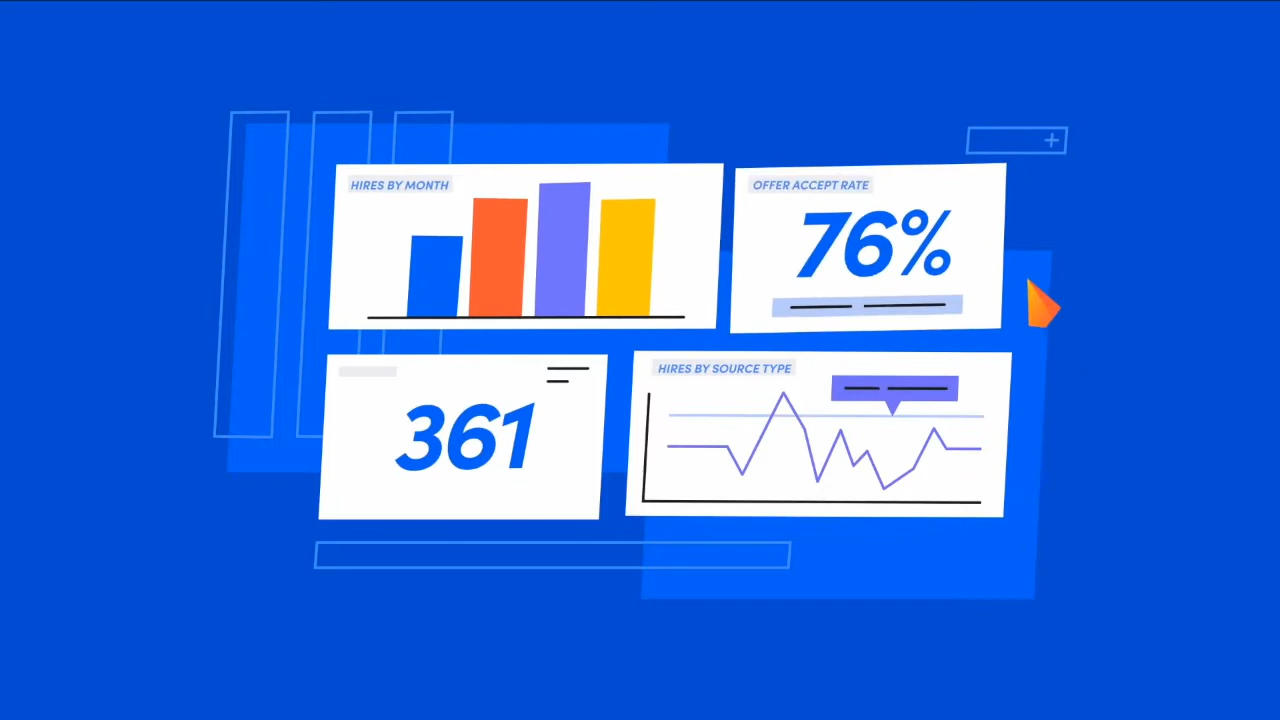 HIRES BY MONTH
OFFER ACCEPT RATE
76%
361
HIRES BY SOURCE TYPE